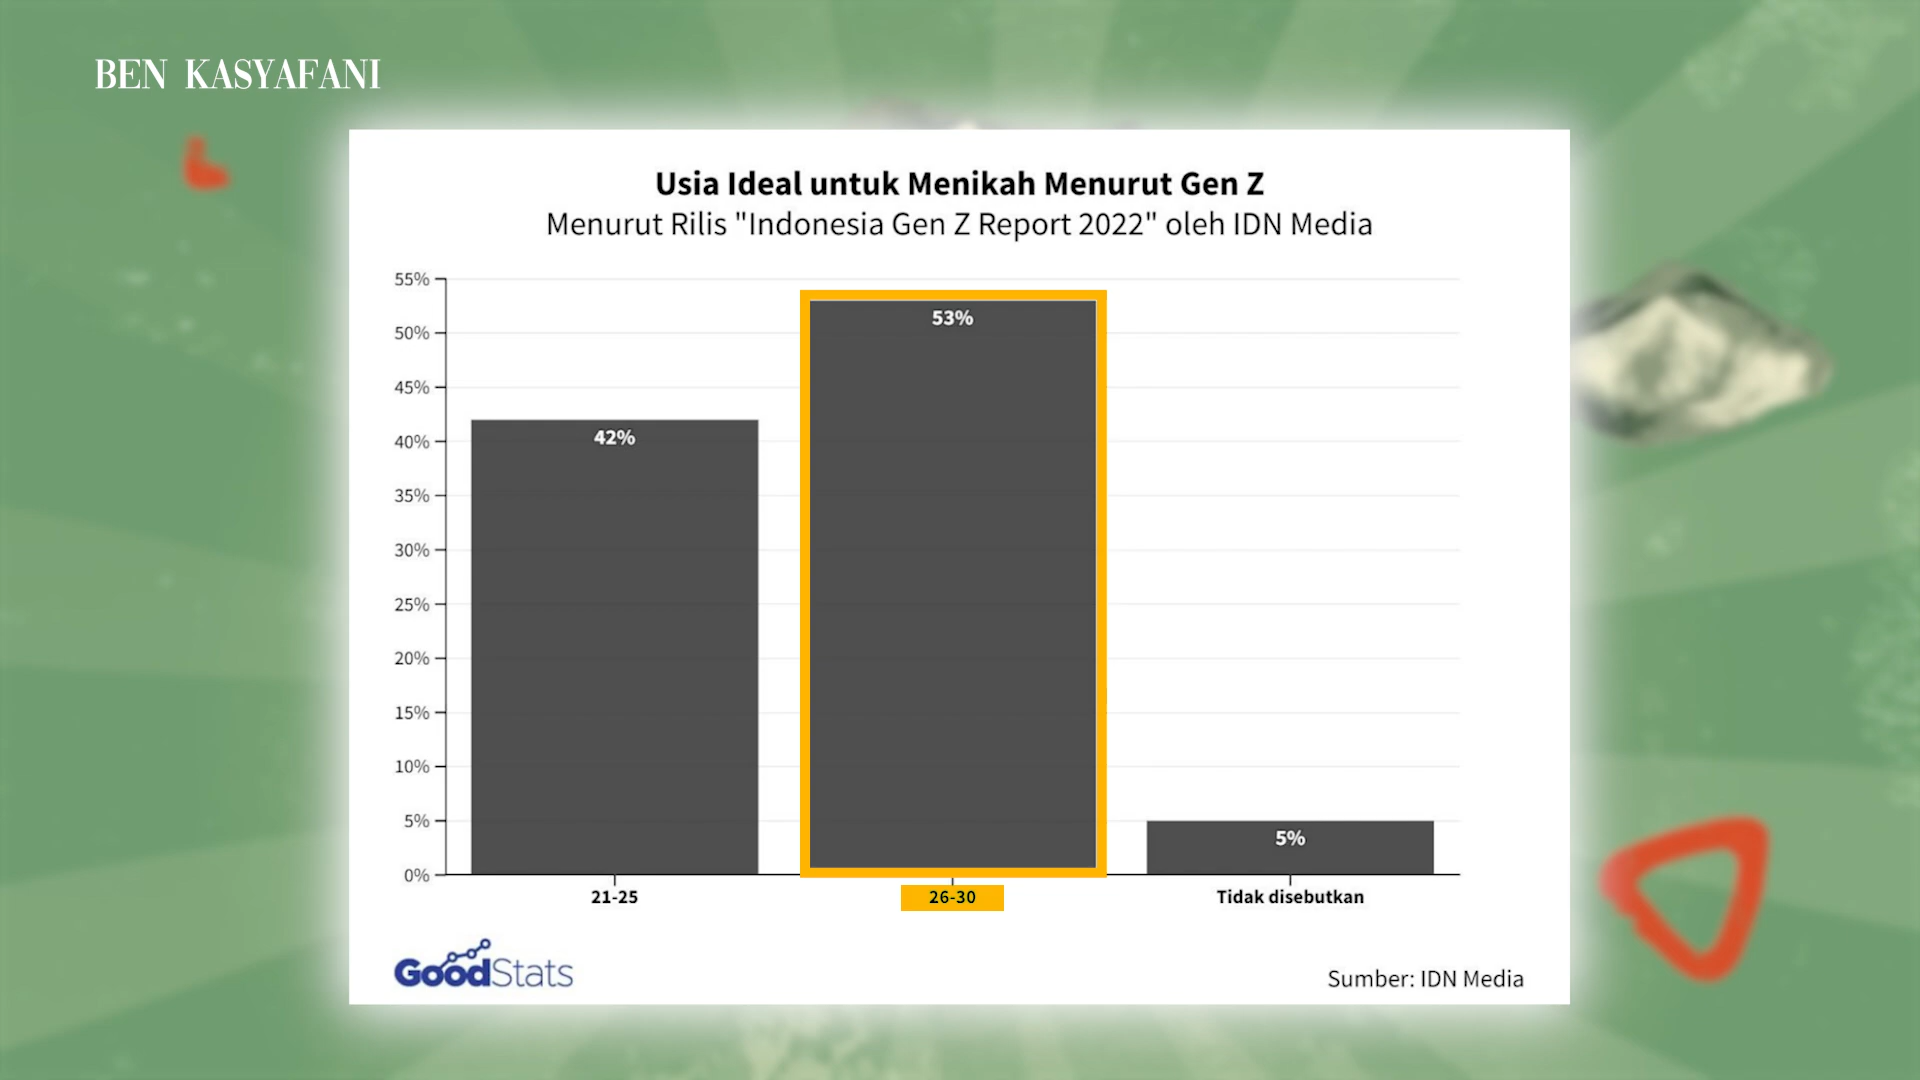 BEN KASYAFANI
Usia Ideal untuk Menikah Menurut Gen Z
Menurut Rilis "Indonesia Gen Z Report 2022" oleh IDN Media
55%
50%
45%
40%
35%
30%
25%
20%
15%
10%
5%
0%
42%
53%
5%
21-25
26-30
Tidak disebutkan
GoodStats
Sumber: IDN Media